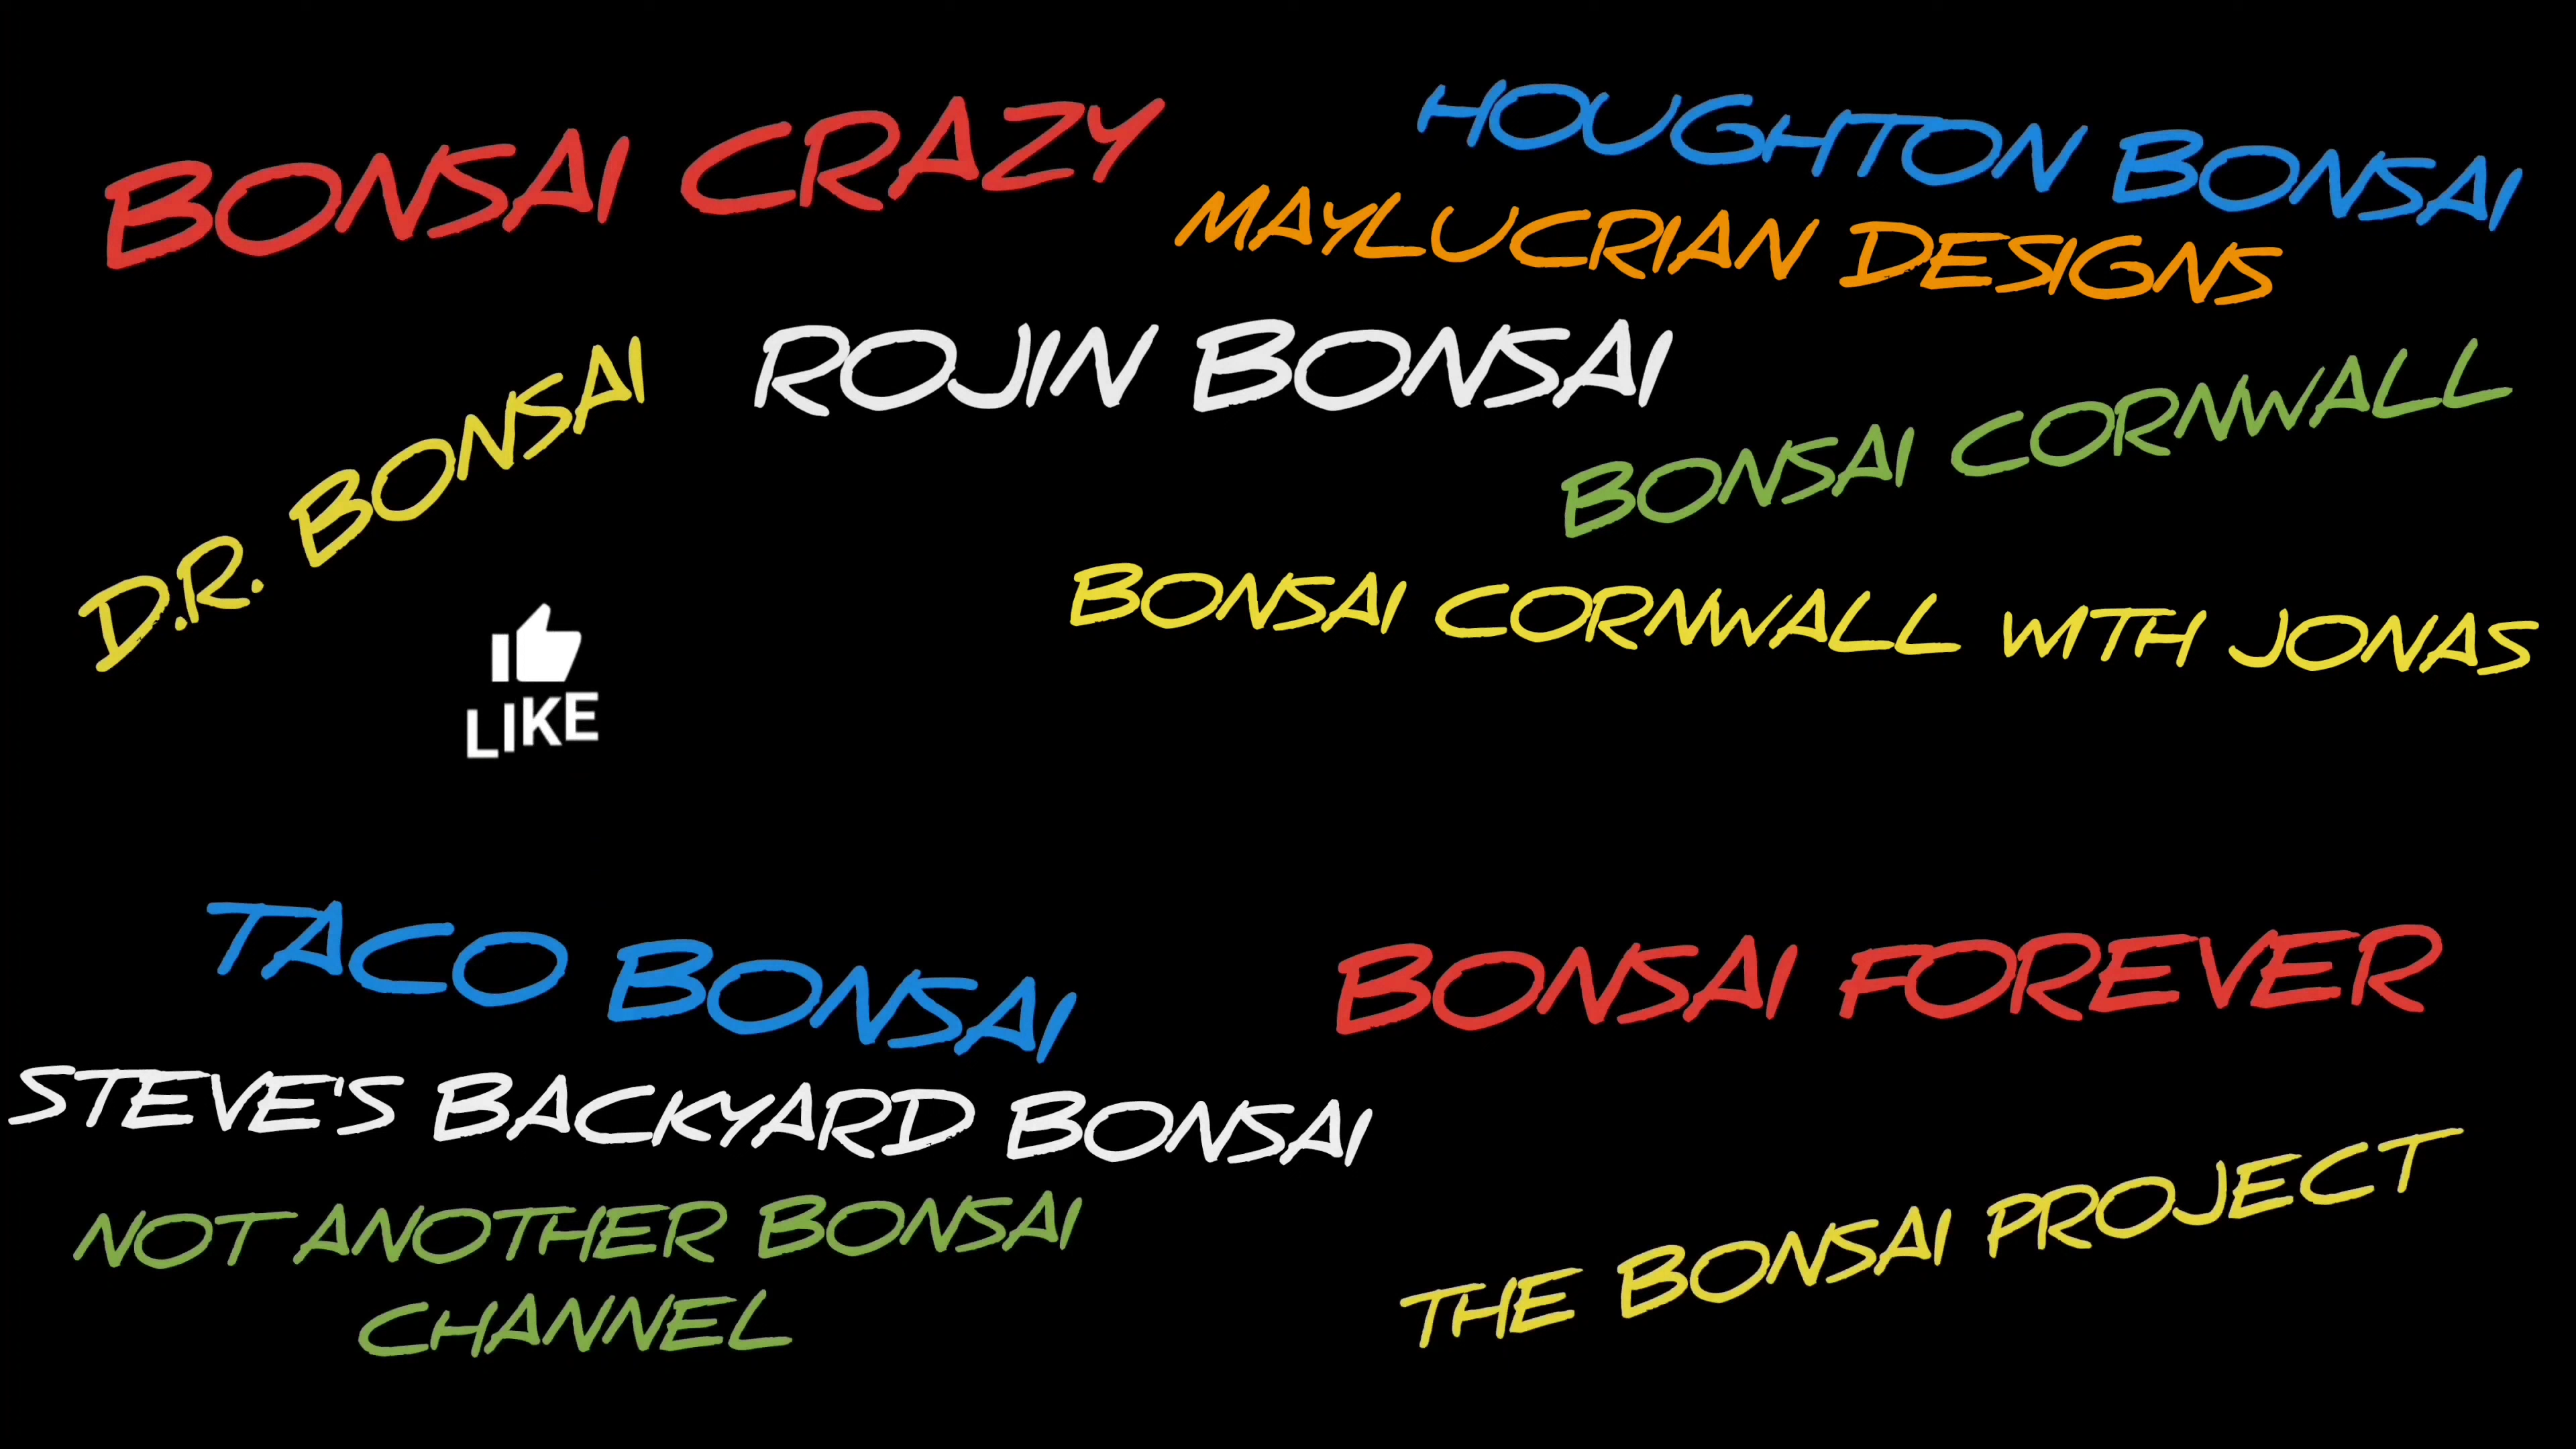 BONSAI CRAZY
HOUGHTON BONSAI
MAYLUCRIAN DESIGNS
ROJIN BONSAI
D.R. BONSAI
BONSAI CORNWALL
BONSAI CORNWALL WITH JONAS
LIKE
TACO BONSAI
BONSAI FOREVER
STEVE'S BACKYARD BONSAI
NOT ANOTHER BONSAI
CHANNEL
THE BONSAI PROJECT